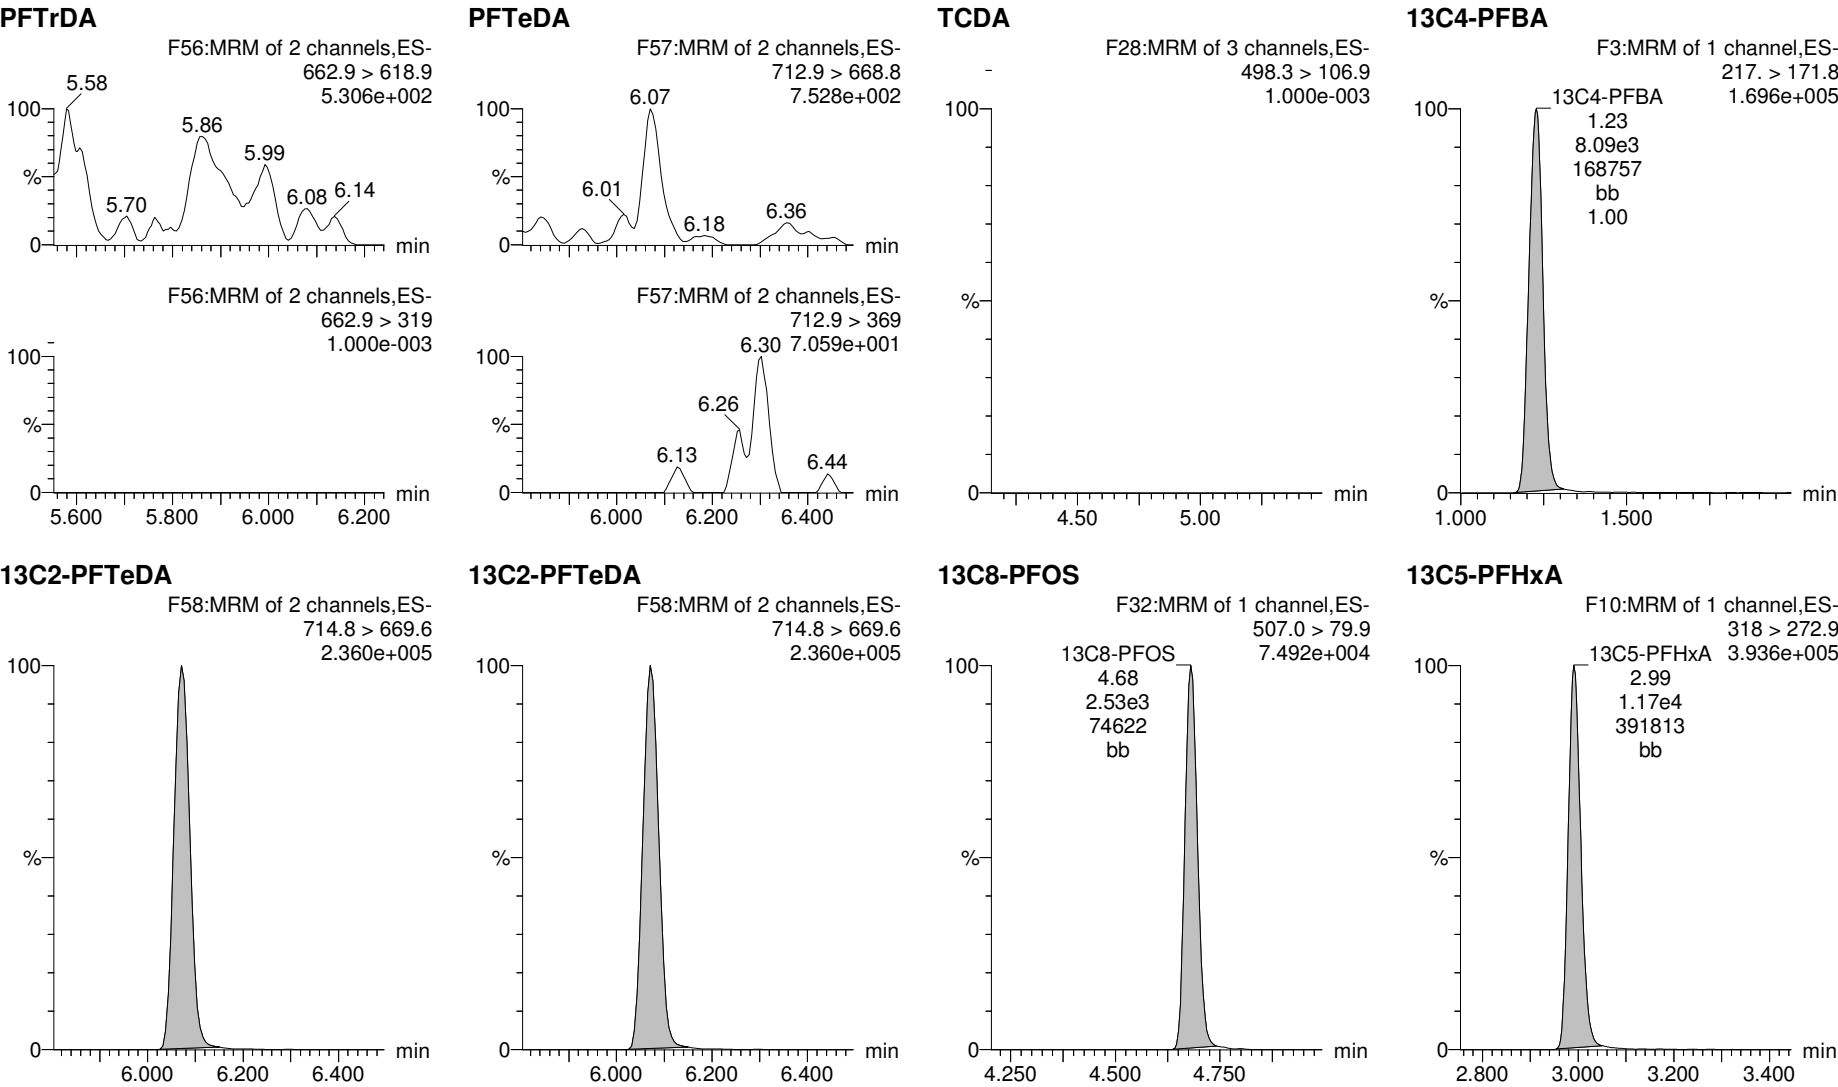 PFTrDA
F56:MRM of 2 channels,ES-
662.9 > 618.9
5.306e+002
5.58
100
5.86
5.99
%
5.70
6.08
6.14
0
min
F56:MRM of 2 channels,ES-
662.9 > 319
1.000e-003
100
%
0
min
5.600
5.800
6.000
6.200
PFTeDA
F57:MRM of 2 channels,ES-
712.9 > 668.8
7.528e+002
6.07
100
%
6.01
6.18
6.36
0
min
F57:MRM of 2 channels,ES-
712.9 > 369
7.059e+001
6.30
100
6.26
%
6.13
6.44
0
min
6.000
6.200
6.400
TCDA
F28:MRM of 3 channels,ES-
498.3 > 106.9
1.000e-003
100
%
0
min
4.50
5.00
13C4-PFBA
F3:MRM of 1 channel,ES-
217. > 171.8
1.696e+005
13C4-PFBA
1.23
8.09e3
168757
bb
1.00
100
%
0
min
1.000
1.500
13C2-PFTeDA
F58:MRM of 2 channels,ES-
714.8 > 669.6
2.360e+005
100
%
0
min
6.000
6.200
6.400
13C2-PFTeDA
F58:MRM of 2 channels,ES-
714.8 > 669.6
2.360e+005
100
%
0
min
6.000
6.200
6.400
13C8-PFOS
F32:MRM of 1 channel,ES-
507.0 > 79.9
7.492e+004
13C8-PFOS
4.68
2.53e3
74622
bb
100
%
0
min
4.250
4.500
4.750
13C5-PFHxA
F10:MRM of 1 channel,ES-
318 > 272.9
3.936e+005
13C5-PFHxA
2.99
1.17e4
391813
bb
100
%
0
min
2.800
3.000
3.200
3.400